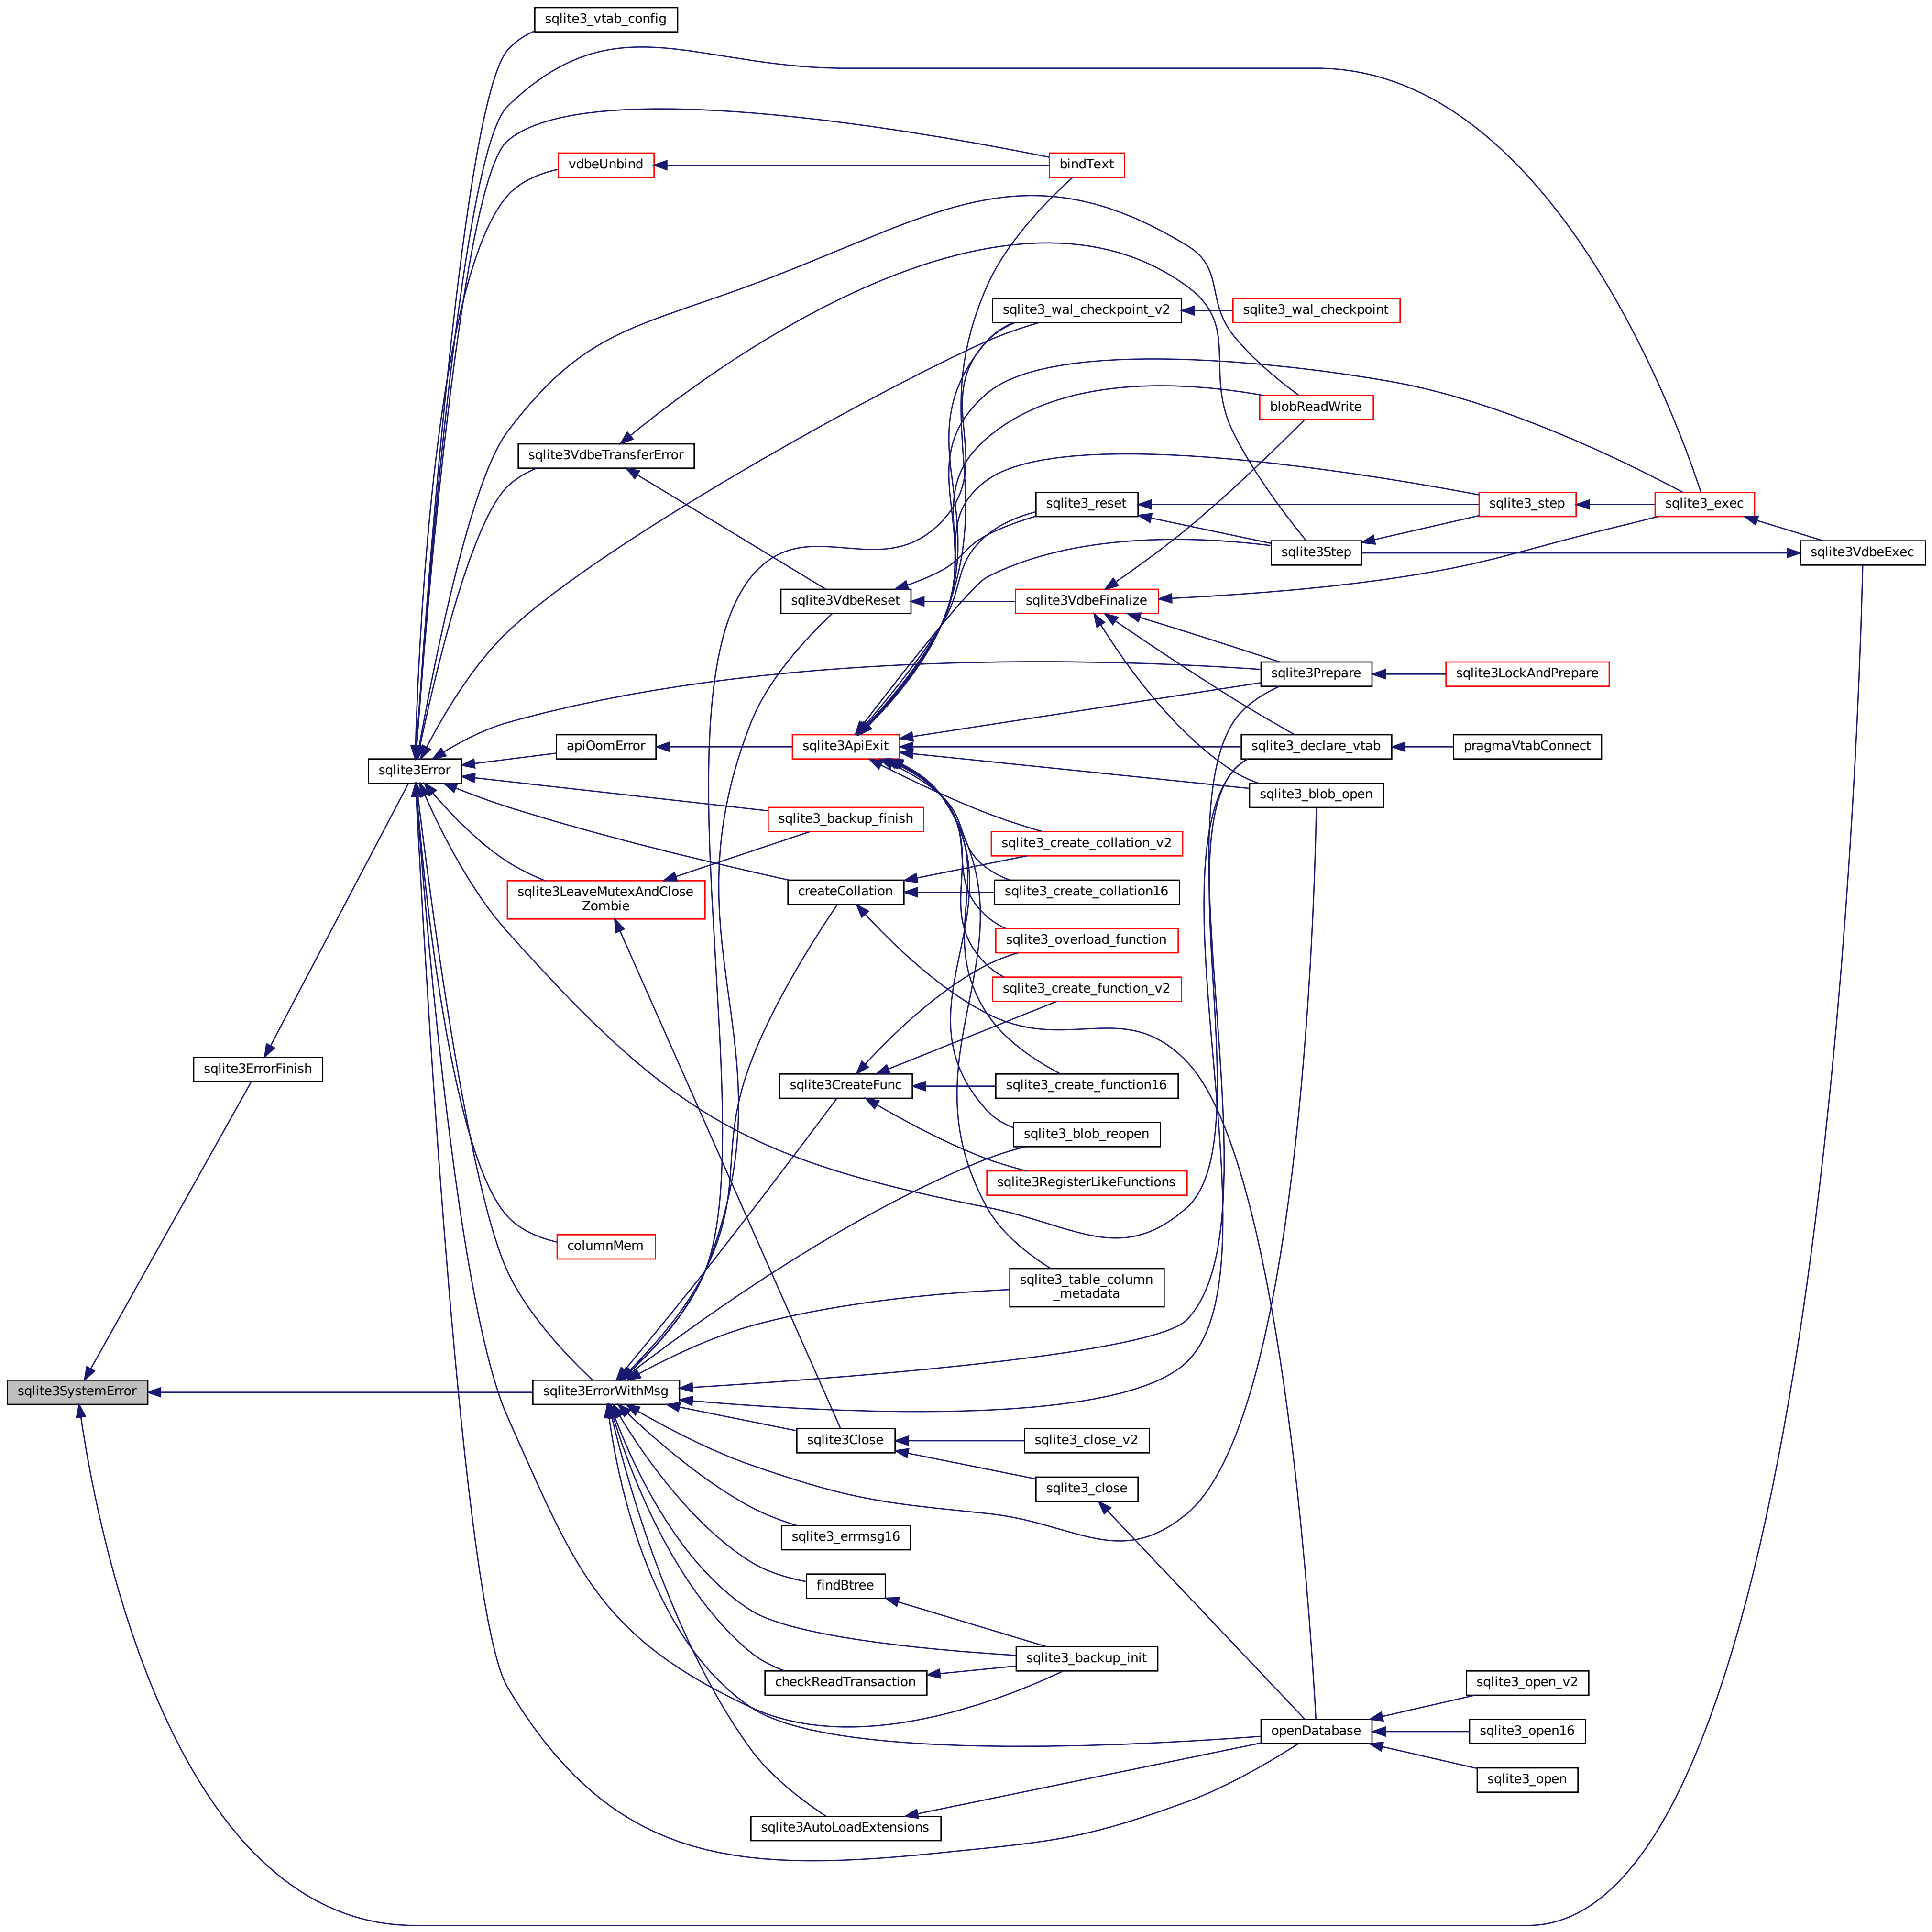 sqlite3_vtab_config
vdbeUnbind
bindText
sqlite3_wal_checkpoint_v2
sqlite3_wal_checkpoint
blobReadWrite
sqlite3VdbeTransferError
sqlite3_reset
sqlite3_step
sqlite3_exec
sqlite3Step
sqlite3VdbeExec
sqlite3VdbeReset
sqlite3VdbeFinalize
sqlite3Prepare
sqlite3LockAndPrepare
apiOomError
sqlite3ApiExit
sqlite3_declare_vtab
pragmaVtabConnect
sqlite3Error
sqlite3_blob_open
sqlite3_backup_finish
sqlite3_create_collation_v2
sqlite3LeaveMutexAndClose
Zombie
createCollation
sqlite3_create_collation16
sqlite3_overload_function
sqlite3_create_function_v2
sqlite3ErrorFinish
sqlite3CreateFunc
sqlite3_create_function16
sqlite3_blob_reopen
sqlite3RegisterLikeFunctions
columnMem
sqlite3_table_column
_metadata
sqlite3SystemError
sqlite3ErrorWithMsg
sqlite3Close
sqlite3_close_v2
sqlite3_close
sqlite3_errmsg16
findBtree
sqlite3_backup_init
checkReadTransaction
sqlite3_open_v2
openDatabase
sqlite3_open16
sqlite3_open
sqlite3AutoLoadExtensions